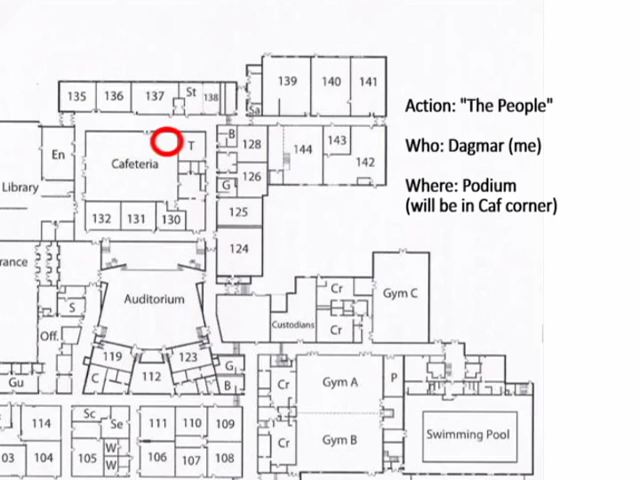 139 140 141
135 136 137 St 138
Sa
Action: "The People"
B 128
144 143
142
Who: Dagmar (me)
En
T
Cafeteria
Library
G 126
Where: Podium
(will be in Caf corner)
132 131 130
125
124
rance
Auditorium
S
Off.
Cr
Gym C
Custodians
Cr
119 123
112
C
G
B
Gu
Cr
Gym A
P
Gym B
Cr
Swimming Pool
114
Sc
Se
111 110 109
03 104
105
W
W
106 107 108